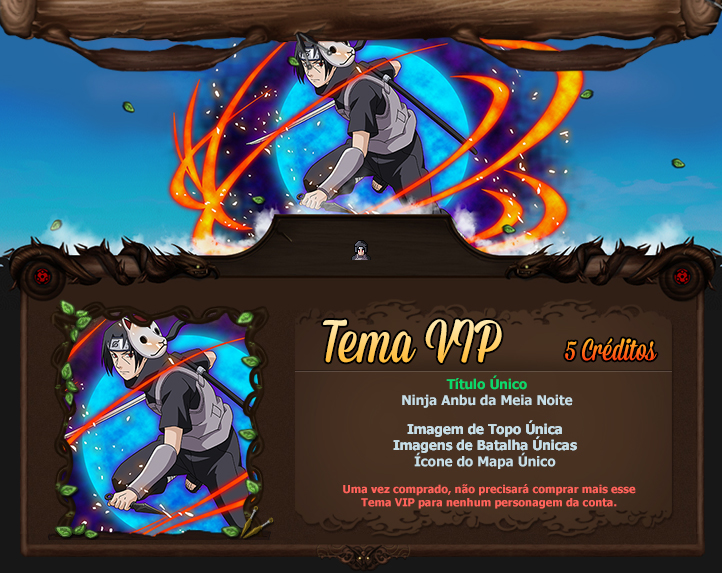 Tema VIP
5 Créditos
Título Único
Ninja Anbu da Meia Noite
Imagem de Topo Única
Imagens de Batalha Únicas
Ícone do Mapa Único
Uma vez comprado, não precisará comprar mais esse
Tema VIP para nenhum personagem da conta.